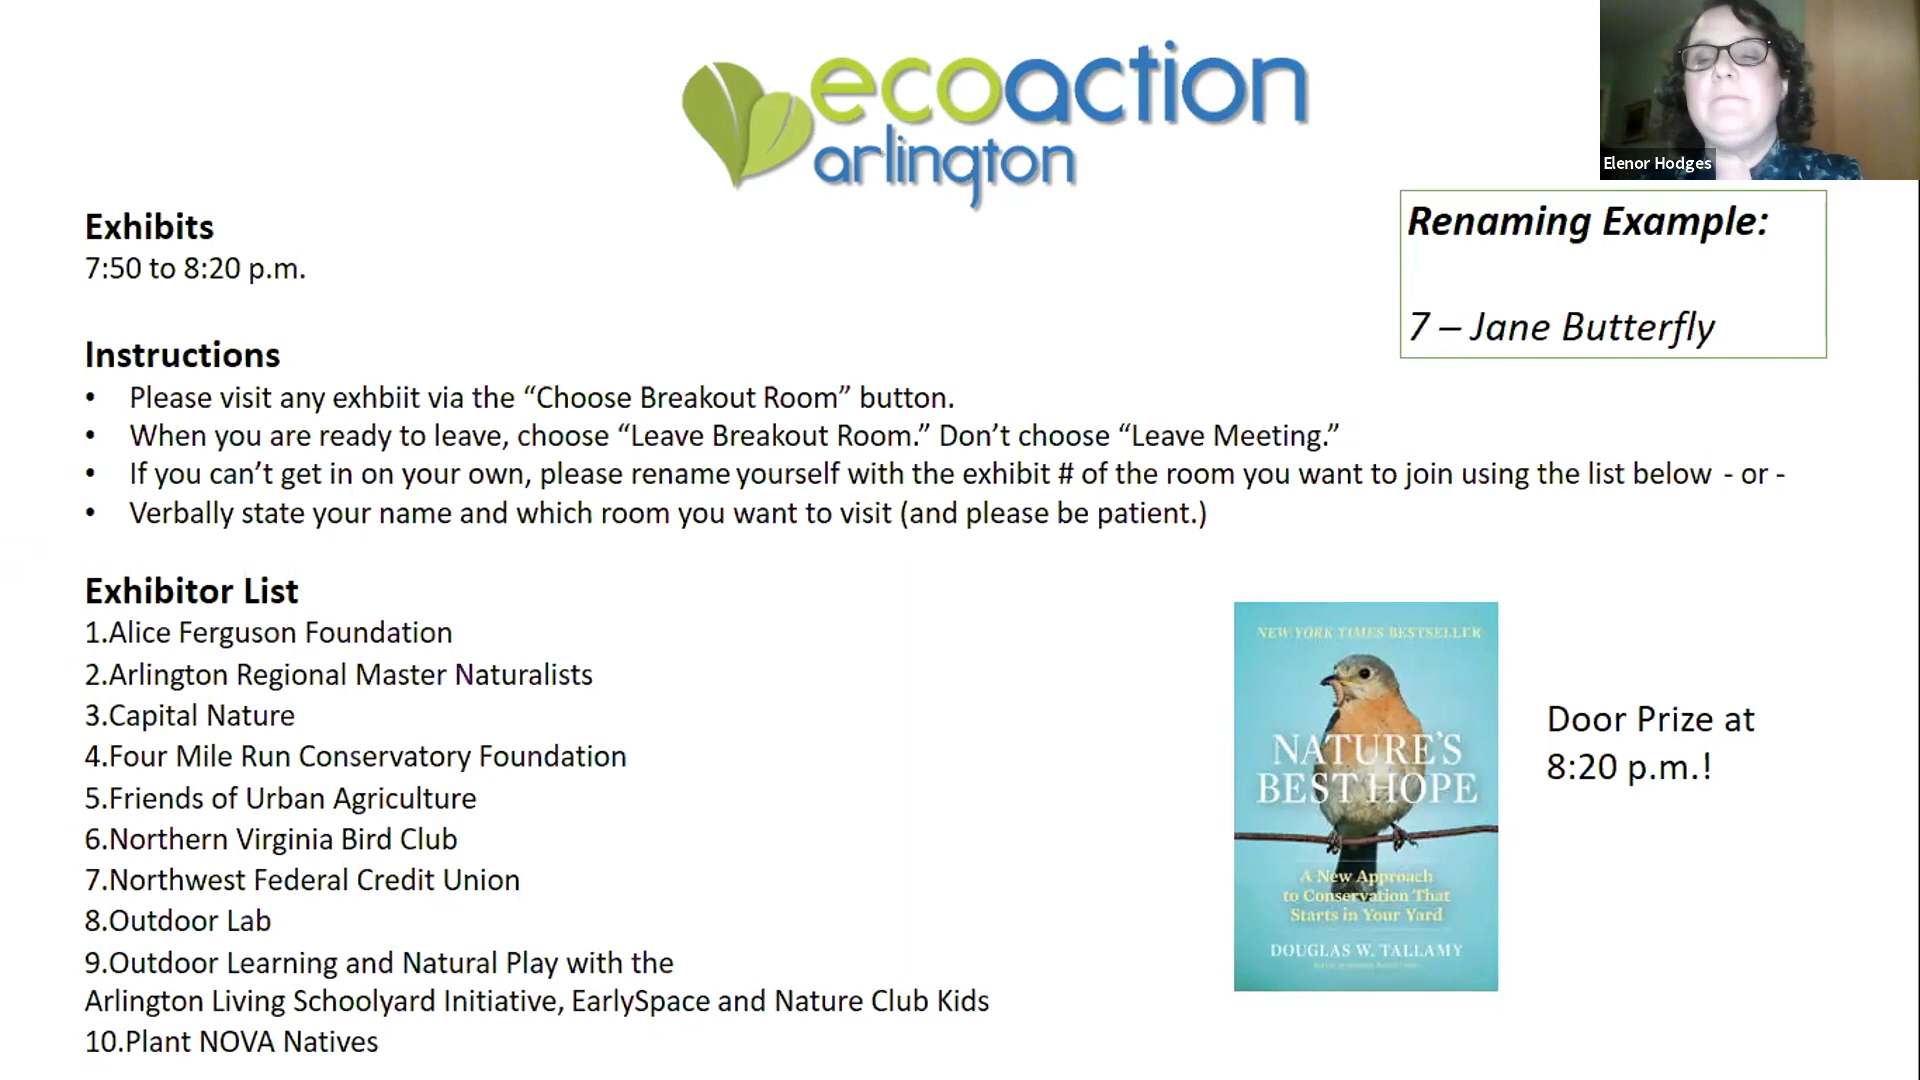 ecoaction
arlington
Elenor Hodges
Renaming Example:
7 – Jane Butterfly
Exhibits
7:50 to 8:20 p.m.
Instructions
• Please visit any exhbiit via the “Choose Breakout Room” button.
• When you are ready to leave, choose “Leave Breakout Room.” Don’t choose “Leave Meeting.”
• If you can’t get in on your own, please rename yourself with the exhibit # of the room you want to join using the list below - or -
• Verbally state your name and which room you want to visit (and please be patient.)
Exhibitor List
1.Alice Ferguson Foundation
2.Arlington Regional Master Naturalists
3.Capital Nature
4.Four Mile Run Conservatory Foundation
5.Friends of Urban Agriculture
6.Northern Virginia Bird Club
7.Northwest Federal Credit Union
8.Outdoor Lab
9.Outdoor Learning and Natural Play with the
Arlington Living Schoolyard Initiative, EarlySpace and Nature Club Kids
10.Plant NOVA Natives
NEW YORK TIMES BESTSELLER
NATURE’S
BEST HOPE
A New Approach
to Conservation That
Starts in Your Yard
DOUGLAS W. TALLAMY
Door Prize at
8:20 p.m.!